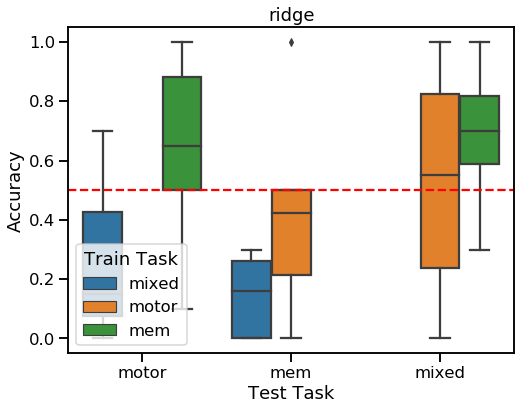 ridge
Accuracy
1.0
0.8
0.6
0.4
0.2
0.0
Train Task
mixed
motor
mem
motor mem mixed
Test Task